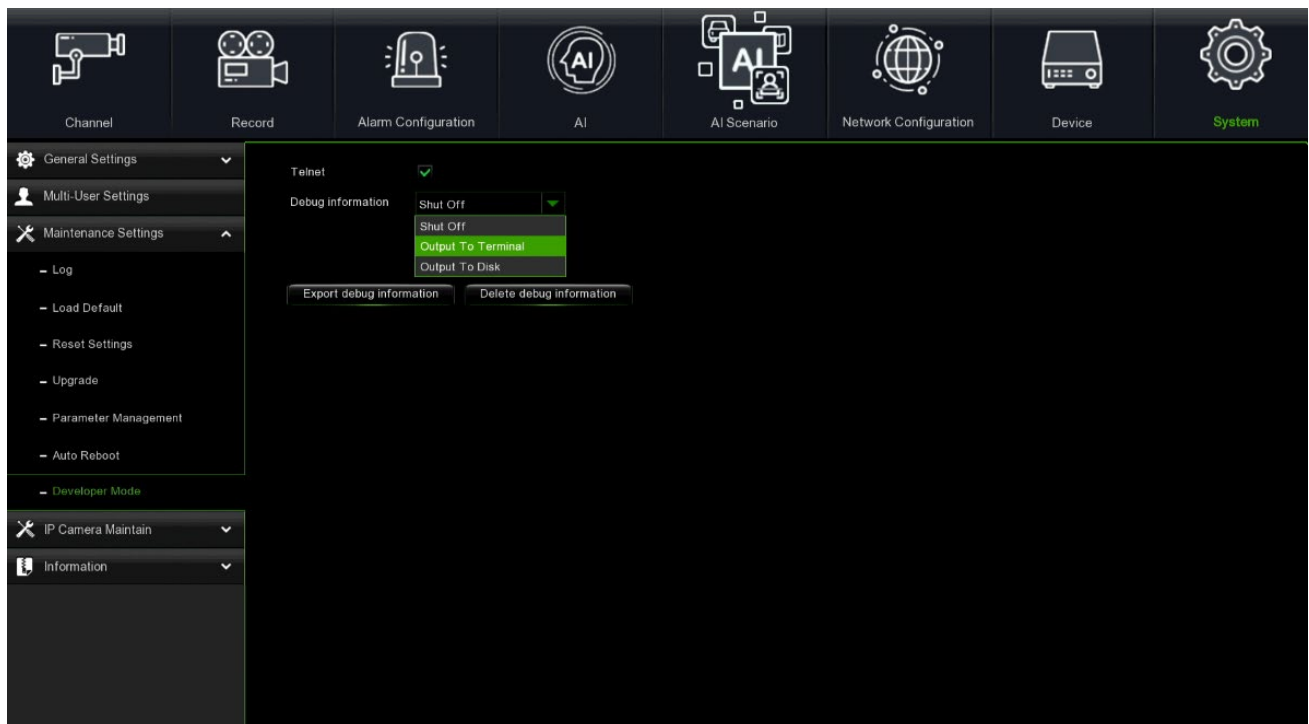 AI
AI
Channel
Record
Alarm Configuration
AI
AI Scenario
Network Configuration
Device
System
General Settings
Multi-User Settings
Maintenance Settings
– Log
– Load Default
– Reset Settings
– Upgrade
– Parameter Management
– Auto Reboot
– Developer Mode
IP Camera Maintain
Information
Telnet
Debug information
Shut Off
Shut Off
Output To Terminal
Output To Disk
Export debug information
Delete debug information